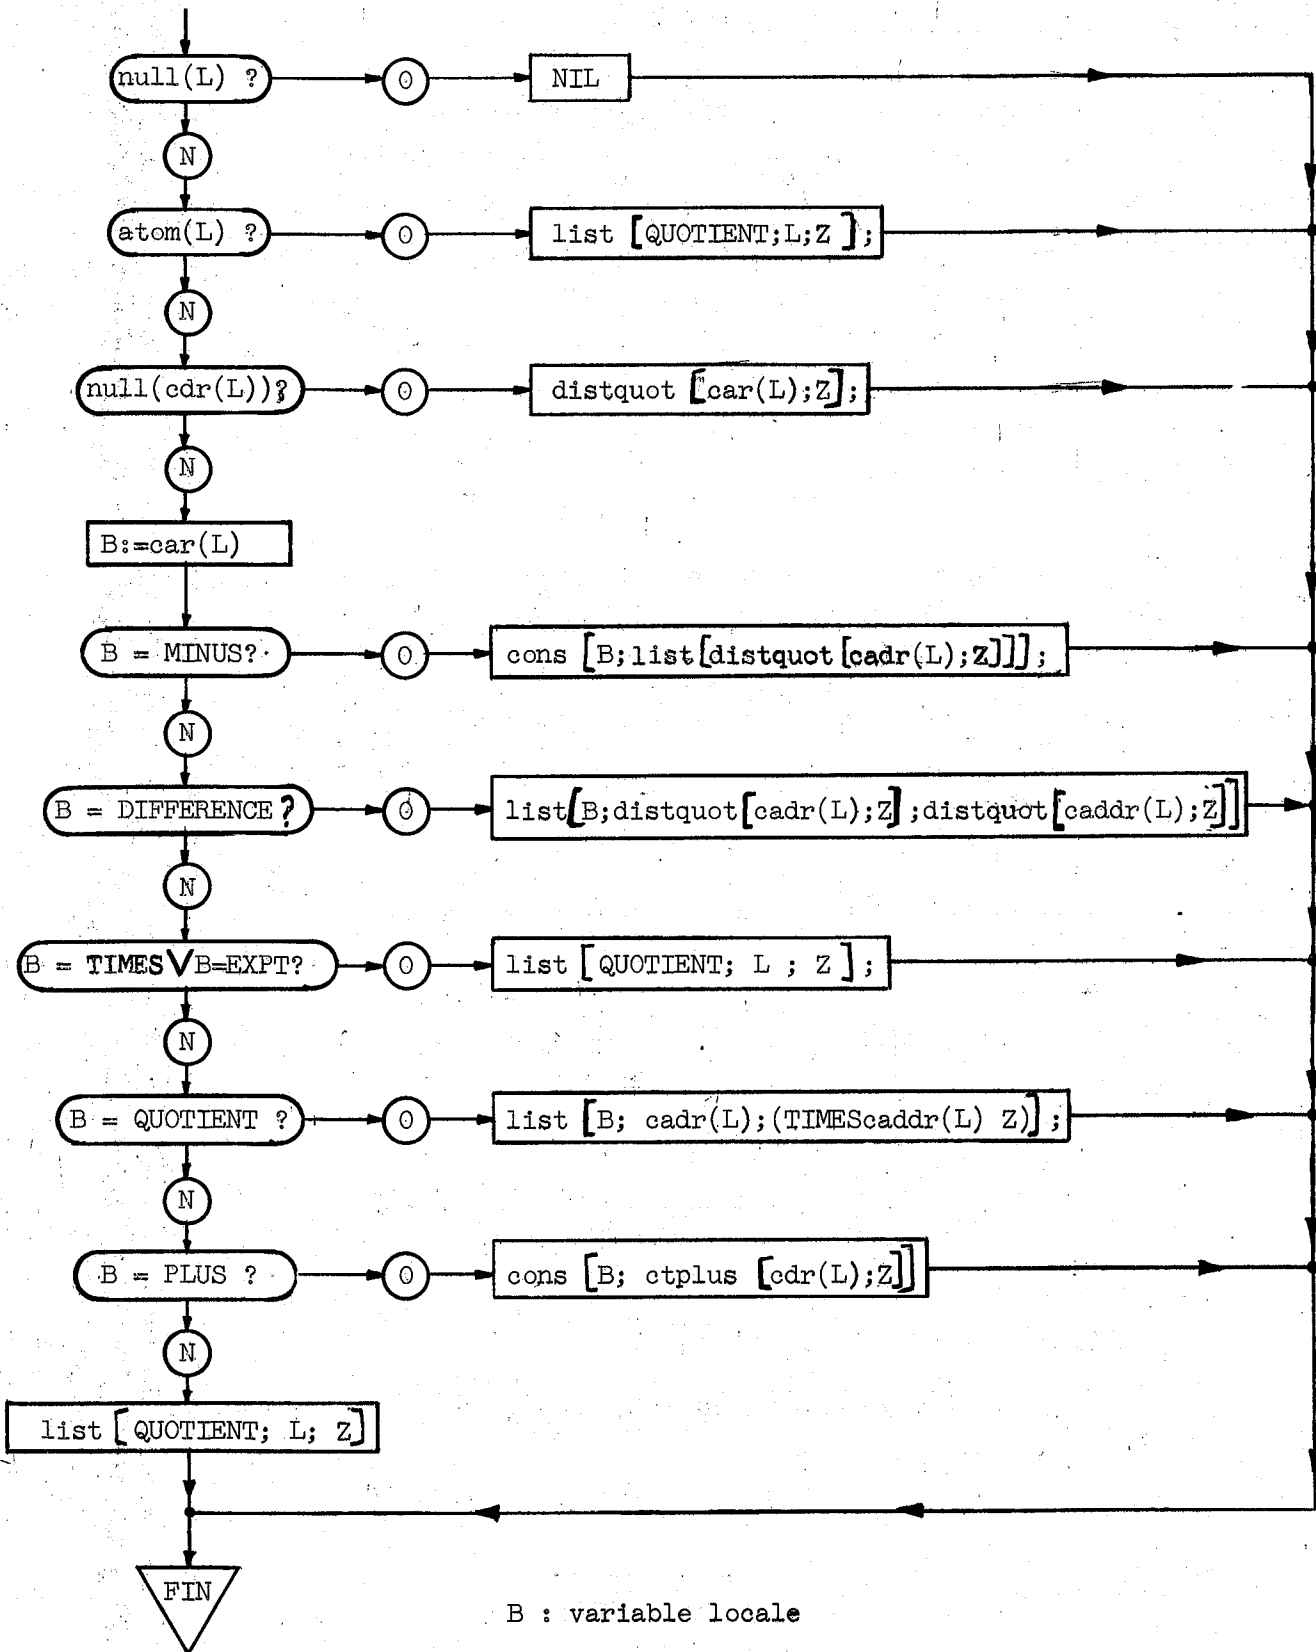 null(L) ? O NIL
N
atom(L) ? O list [QUOTIENT;L;Z ];
N
null(cdr(L))? O distquot [car(L);Z];
N
B:=car(L)
B = MINUS? O cons [B;list[distquot[cadr(L);Z]]];
N
B = DIFFERENCE? O list[B;distquot[cadr(L);Z];distquot[caddr(L);Z]]
N
B = TIMES V B=EXPT? O list [QUOTIENT; L ; Z ];
N
B = QUOTIENT ? O list [B; cadr(L);(TIMEScaddr(L) Z)];
N
B = PLUS ? O cons [B; ctplus [cdr(L);Z]]
N
list [QUOTIENT; L; Z]
FIN
B : variable locale